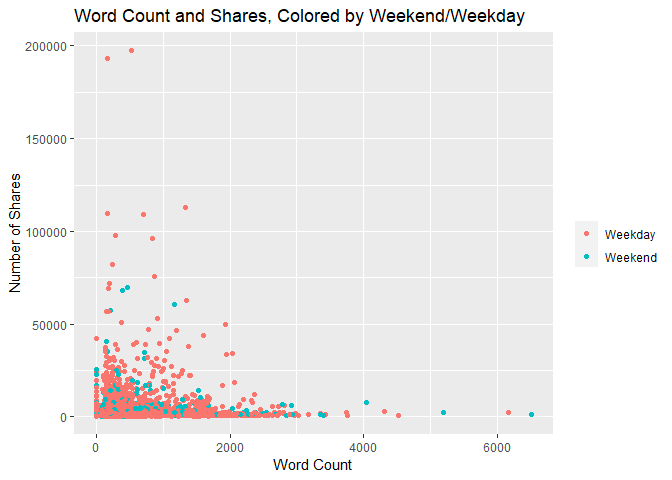 Word Count and Shares, Colored by Weekend/Weekday
200000
150000
100000
50000
0
Number of Shares
0 2000 4000 6000
Word Count
Weekday
Weekend